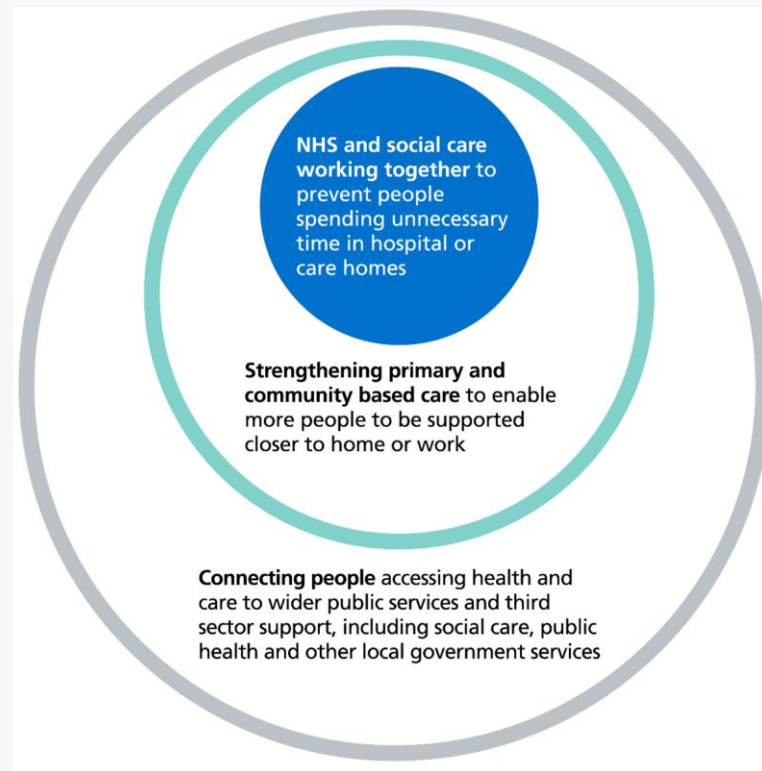 NHS and social care
working together to
prevent people
spending unnecessary
time in hospital or
care homes
Strengthening primary and
community based care to enable
more people to be supported
closer to home or work
Connecting people accessing health and
care to wider public services and third
sector support, including social care, public
health and other local government services